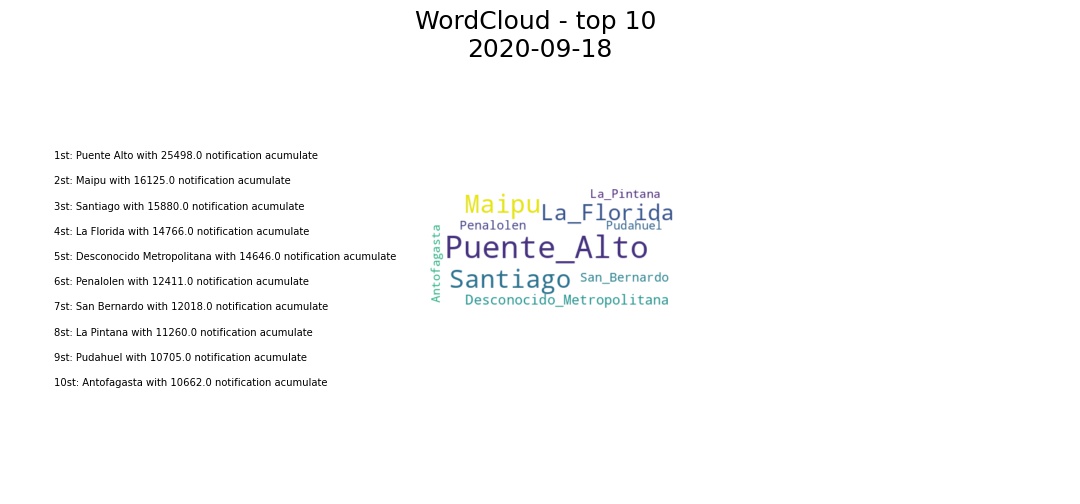 WordCloud - top 10
2020-09-18
1st: Puente Alto with 25498.0 notification acumulate
2st: Maipu with 16125.0 notification acumulate
3st: Santiago with 15880.0 notification acumulate
4st: La Florida with 14766.0 notification acumulate
5st: Desconocido Metropolitana with 14646.0 notification acumulate
6st: Penalolen with 12411.0 notification acumulate
7st: San Bernardo with 12018.0 notification acumulate
8st: La Pintana with 11260.0 notification acumulate
9st: Pudahuel with 10705.0 notification acumulate
10st: Antofagasta with 10662.0 notification acumulate
La_Pintana
Maipu
La_Florida
Penalolen
Pudahuel
Antofagasta
Puente_Alto
Santiago
San_Bernardo
Desconocido_Metropolitana